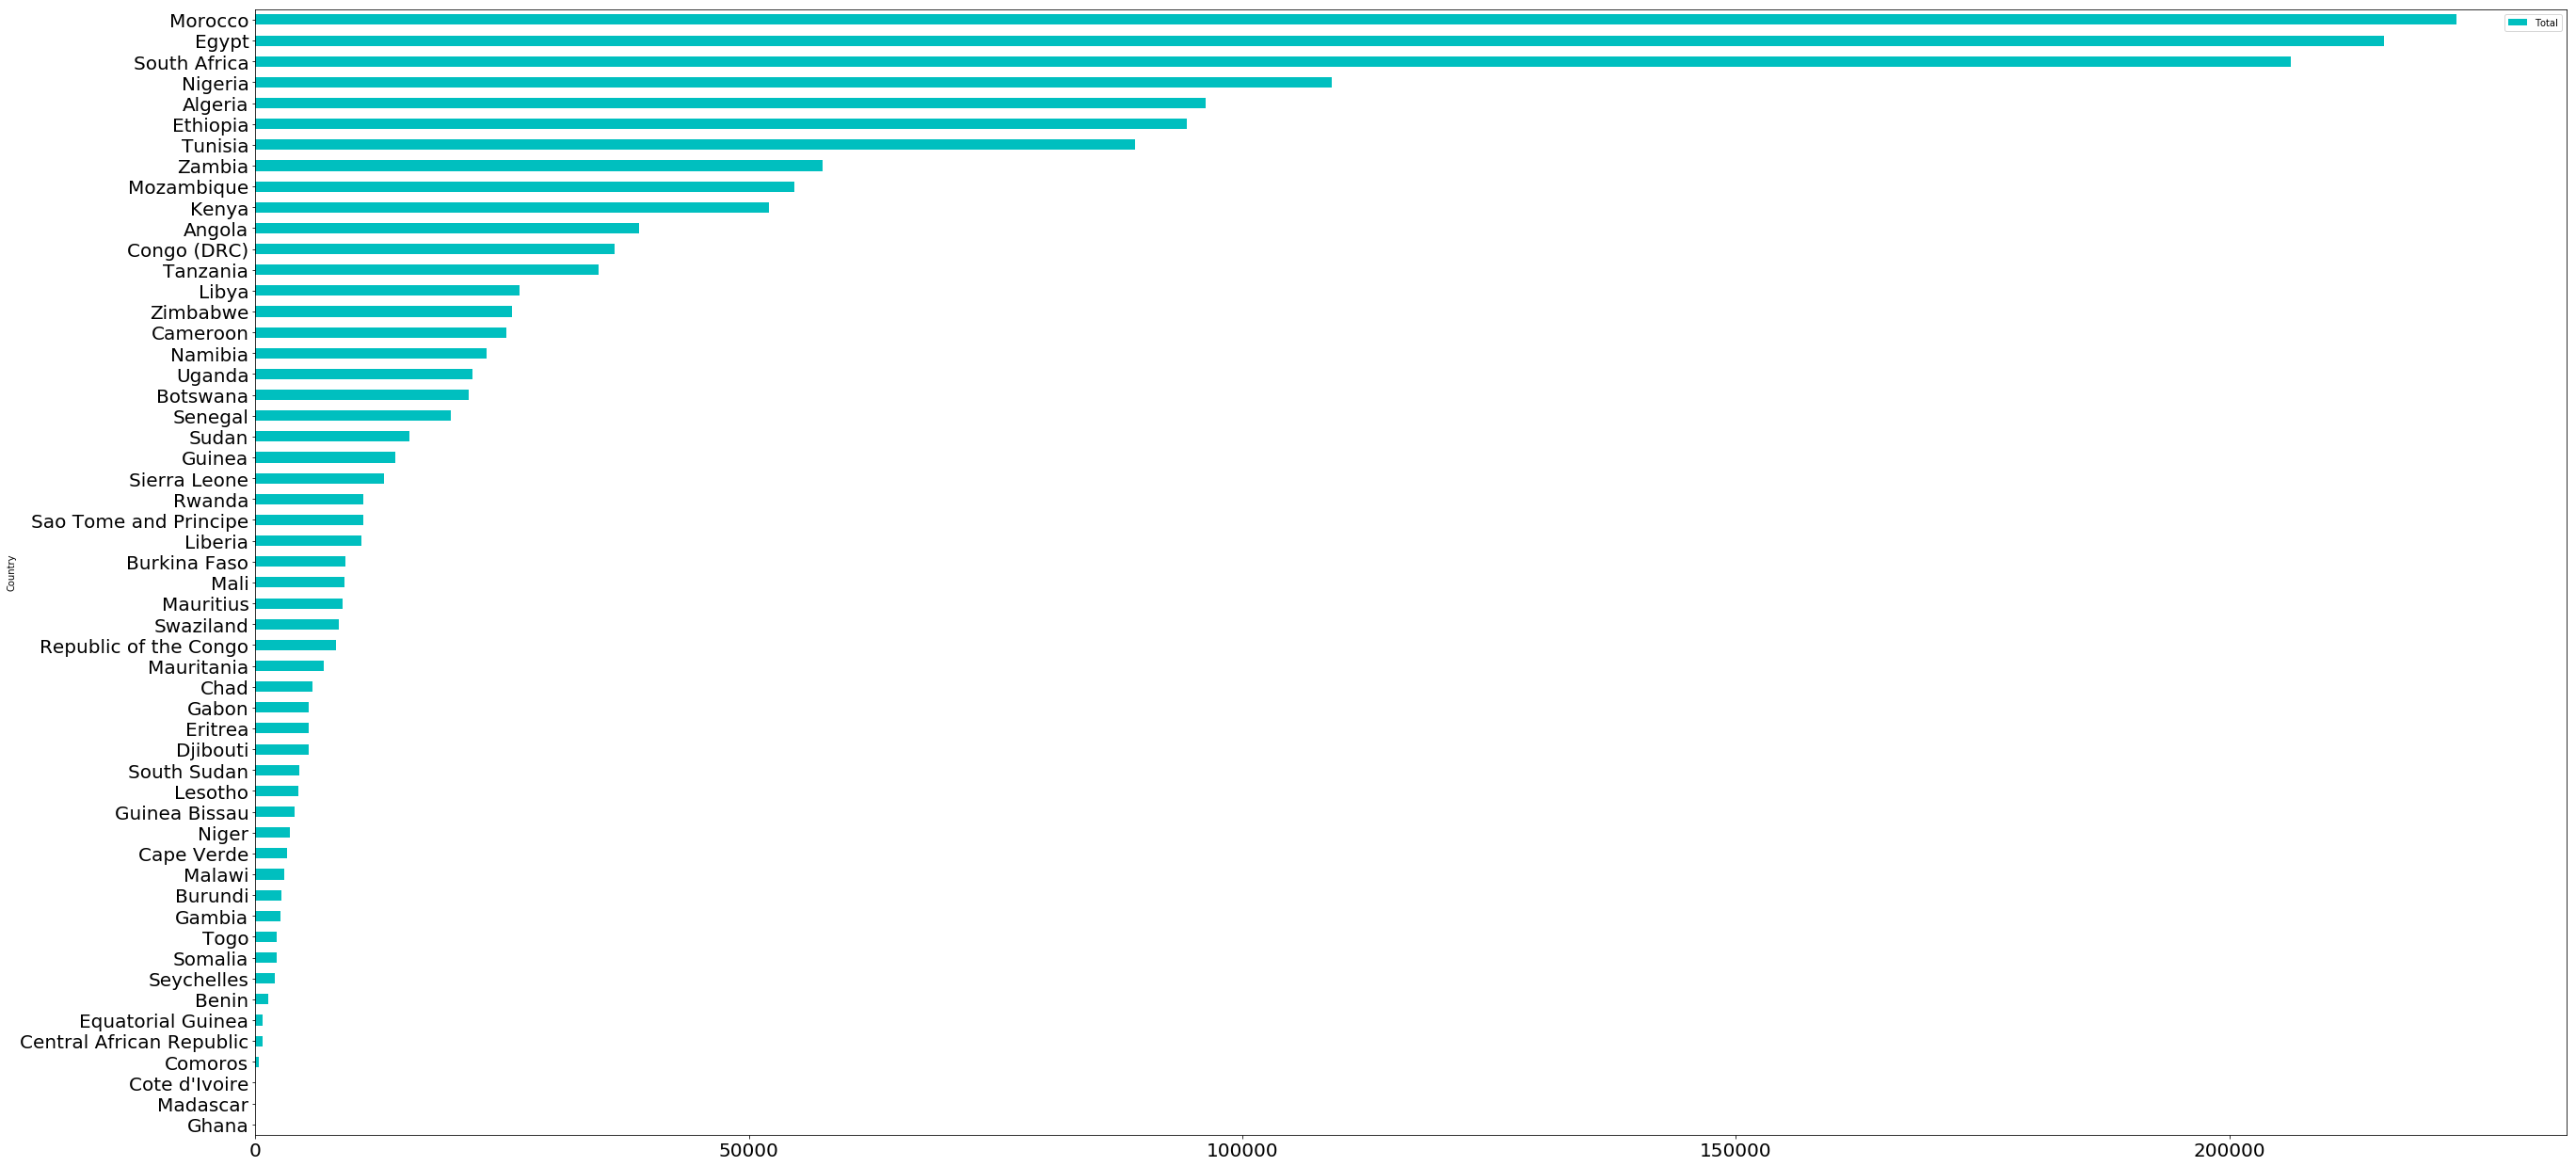 Morocco
Total
Egypt
South Africa
Nigeria
Algeria
Ethiopia
Tunisia
Zambia
Mozambique
Kenya
Angola
Congo (DRC)
Tanzania
Libya
Zimbabwe
Cameroon
Namibia
Uganda
Botswana
Senegal
Sudan
Guinea
Sierra Leone
Rwanda
Sao Tome and Principe
Liberia
Burkina Faso
Country
Mali
Mauritius
Swaziland
Republic of the Congo
Mauritania
Chad
Gabon
Eritrea
Djibouti
South Sudan
Lesotho
Guinea Bissau
Niger
Cape Verde
Malawi
Burundi
Gambia
Togo
Somalia
Seychelles
Benin
Equatorial Guinea
Central African Republic
Comoros
Cote d'Ivoire
Madascar
Ghana
0 50000 100000 150000 200000